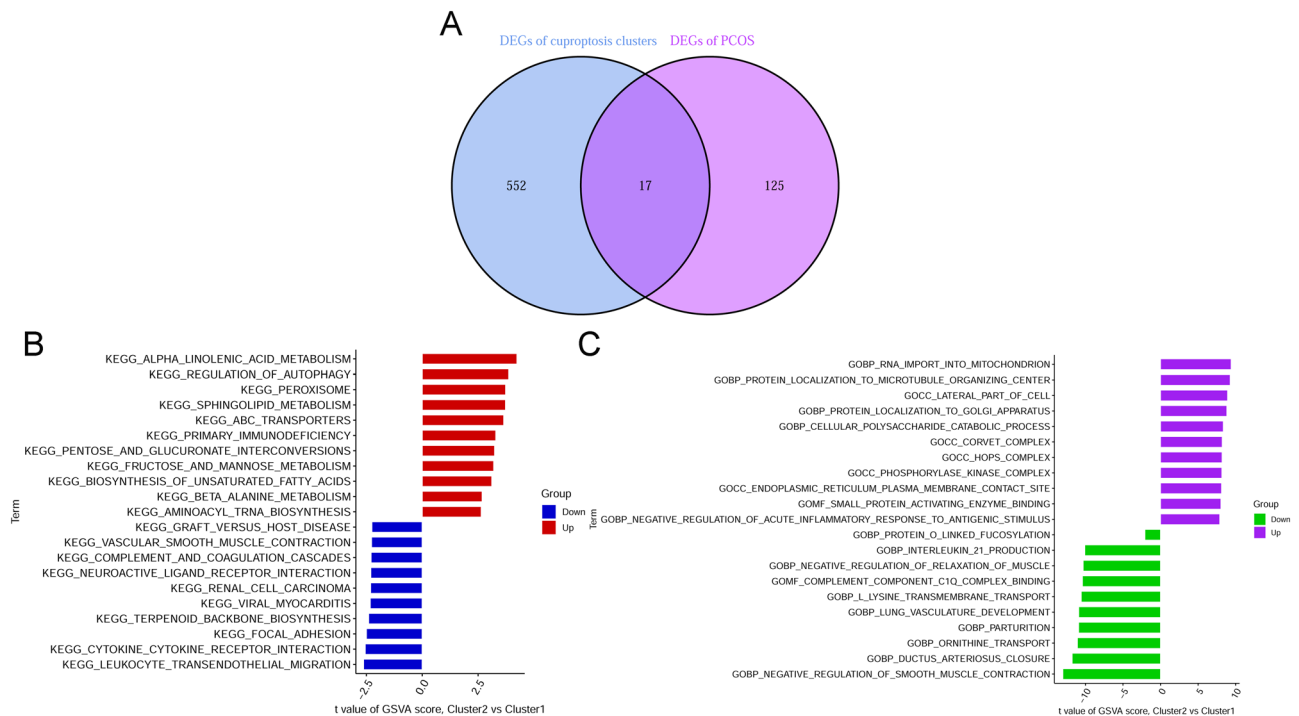 A
DEGs of cuproptosis clusters
DEGs of PCOS
552
17
125
B
KEGG_ALPHA_LINOLENIC_ACID_METABOLISM
KEGG_REGULATION_OF_AUTOPHAGY
KEGG_PEROXISOME
KEGG_SPHINGOLIPID_METABOLISM
KEGG_ABC_TRANSPORTERS
KEGG_PRIMARY_IMMUNODEFICIENCY
KEGG_PENTOSE_AND_GLUCURONATE_INTERCONVERSIONS
KEGG_FRUCTOSE_AND_MANNOSE_METABOLISM
KEGG_BIOSYNTHESIS_OF_UNSATURATED_FATTY_ACIDS
KEGG_BETA_ALANINE_METABOLISM
KEGG_AMINOACYL_TRNA_BIOSYNTHESIS
KEGG_GRAFT_VERSUS_HOST_DISEASE
KEGG_VASCULAR_SMOOTH_MUSCLE_CONTRACTION
KEGG_COMPLEMENT_AND_COAGULATION_CASCADES
KEGG_NEUROACTIVE_LIGAND_RECEPTOR_INTERACTION
KEGG_RENAL_CELL_CARCINOMA
KEGG_VIRAL_MYOCARDITIS
KEGG_TERPENOID_BACKBONE_BIOSYNTHESIS
KEGG_FOCAL_ADHESION
KEGG_CYTOKINE_CYTOKINE_RECEPTOR_INTERACTION
KEGG_LEUKOCYTE_TRANSENDOTHELIAL_MIGRATION
Term
-2.5
0.0
2.5
t value of GSVA score, Cluster2 vs Cluster1
Group
Down
Up
C
GOBP_RNA_IMPORT_INTO_MITOCHONDRION
GOBP_PROTEIN_LOCALIZATION_TO_MICROTUBULE_ORGANIZING_CENTER
GOCC_LATERAL_PART_OF_CELL
GOBP_PROTEIN_LOCALIZATION_TO_GOLGI_APPARATUS
GOBP_CELLULAR_POLYSACCHARIDE_CATABOLIC_PROCESS
GOCC_CORVET_COMPLEX
GOCC_HOPS_COMPLEX
GOCC_PHOSPHORYLASE_KINASE_COMPLEX
GOCC_ENDOPLASMIC_RETICULUM_PLASMA_MEMBRANE_CONTACT_SITE
GOMF_SMALL_PROTEIN_ACTIVATING_ENZYME_BINDING
GOBP_NEGATIVE_REGULATION_OF_ACUTE_INFLAMMATORY_RESPONSE_TO_ANTIGENIC_STIMULUS
GOBP_PROTEIN_O_LINKED_FUCOSYLATION
GOBP_INTERLEUKIN_21_PRODUCTION
GOBP_NEGATIVE_REGULATION_OF_RELAXATION_OF_MUSCLE
GOMF_COMPLEMENT_COMPONENT_C1Q_COMPLEX_BINDING
GOBP_L_LYSINE_TRANSMEMBRANE_TRANSPORT
GOBP_LUNG_VASCULATURE_DEVELOPMENT
GOBP_PARTURITION
GOBP_ORNITHINE_TRANSPORT
GOBP_DUCTUS_ARTERIOSUS_CLOSURE
GOBP_NEGATIVE_REGULATION_OF_SMOOTH_MUSCLE_CONTRACTION
Term
-10
-5
0
5
10
t value of GSVA score, Cluster2 vs Cluster1
Group
Down
Up